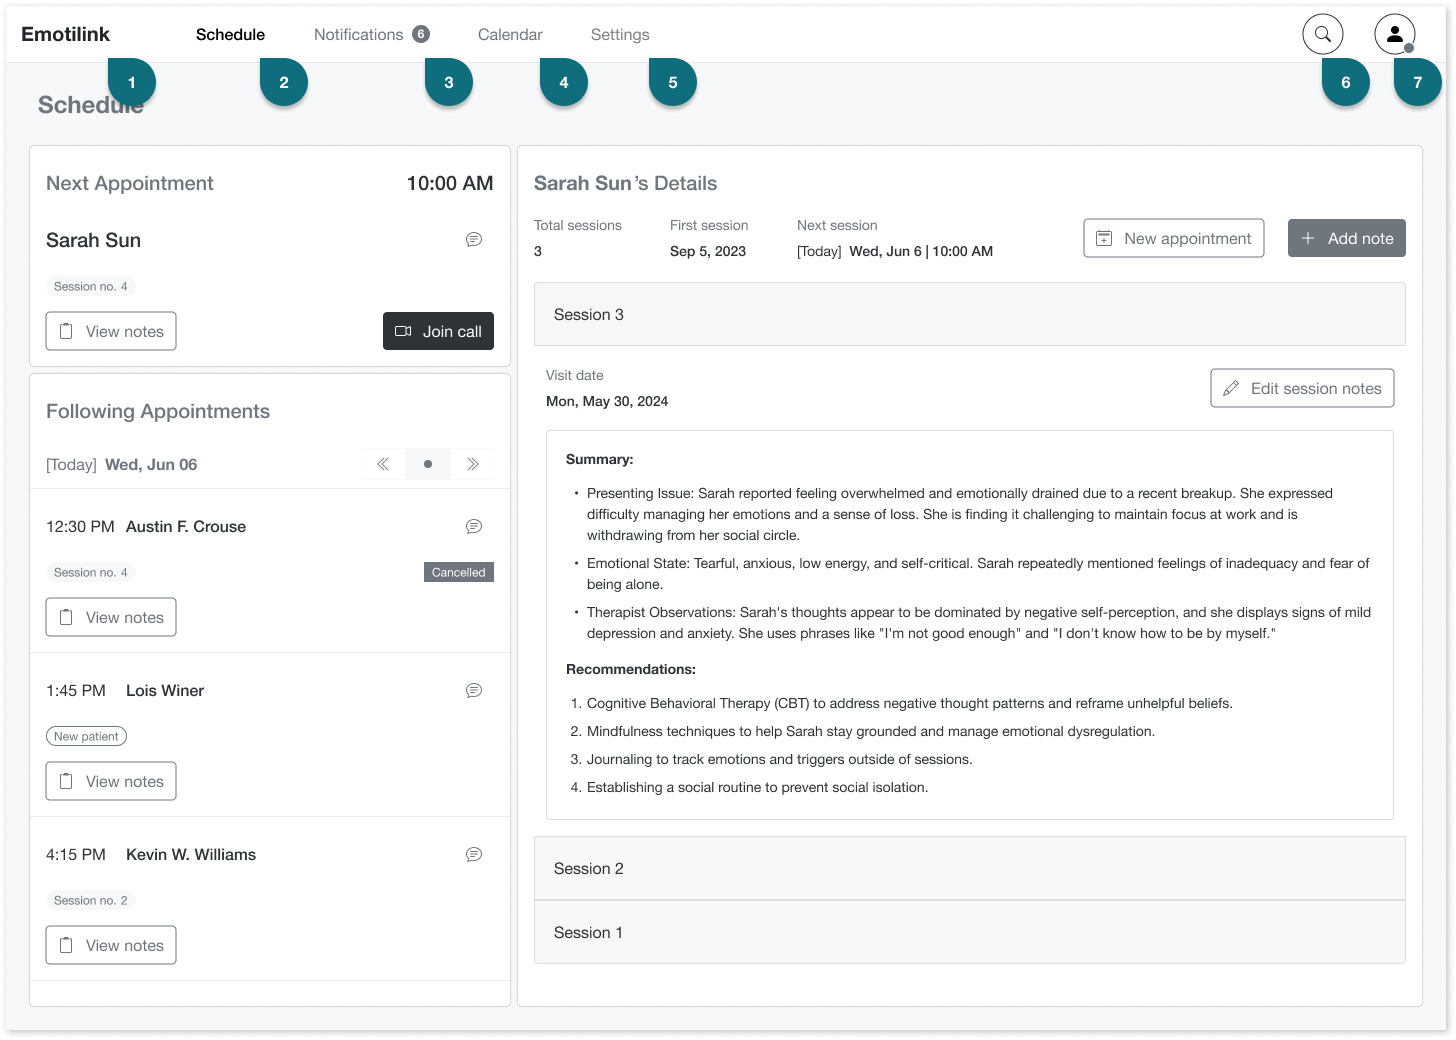 Emotilink
Schedule
Notifications 6
Calendar
Settings
1
2
3
4
5
6
7
Schedule
Next Appointment
10:00 AM
Sarah Sun
Session no. 4
View notes
Join call
Following Appointments
[Today] Wed, Jun 06
12:30 PM Austin F. Crouse
Session no. 4
Cancelled
View notes
1:45 PM Lois Winer
New patient
View notes
4:15 PM Kevin W. Williams
Session no. 2
View notes
Sarah Sun's Details
Total sessions
3
First session
Sep 5, 2023
Next session
[Today] Wed, Jun 6 | 10:00 AM
New appointment
Add note
Session 3
Visit date
Mon, May 30, 2024
Edit session notes
Summary:
• Presenting Issue: Sarah reported feeling overwhelmed and emotionally drained due to a recent breakup. She expressed
difficulty managing her emotions and a sense of loss. She is finding it challenging to maintain focus at work and is
withdrawing from her social circle.
• Emotional State: Tearful, anxious, low energy, and self-critical. Sarah repeatedly mentioned feelings of inadequacy and fear of
being alone.
• Therapist Observations: Sarah's thoughts appear to be dominated by negative self-perception, and she displays signs of mild
depression and anxiety. She uses phrases like "I'm not good enough" and "I don't know how to be by myself."
Recommendations:
1. Cognitive Behavioral Therapy (CBT) to address negative thought patterns and reframe unhelpful beliefs.
2. Mindfulness techniques to help Sarah stay grounded and manage emotional dysregulation.
3. Journaling to track emotions and triggers outside of sessions.
4. Establishing a social routine to prevent social isolation.
Session 2
Session 1